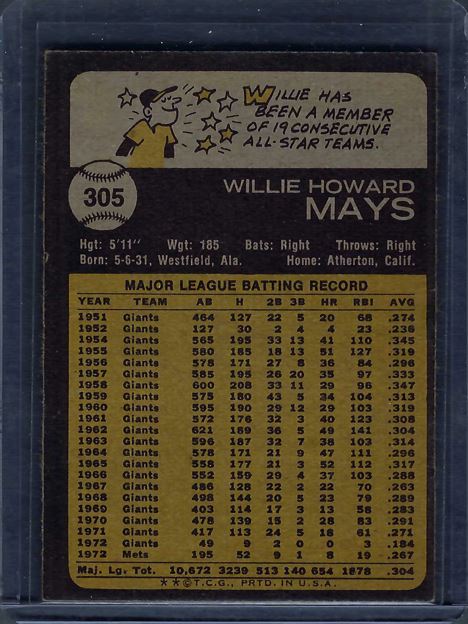 WILLIE HAS
BEEN A MEMBER
OF 19 CONSECUTIVE
ALL-STAR TEAMS.
305
WILLIE HOWARD
MAYS
Hgt: 5'11" Wgt: 185 Bats: Right Throws: Right
Born: 5-6-31, Westfield, Ala. Home: Atherton, Calif.
MAJOR LEAGUE BATTING RECORD
YEAR TEAM AB H 2B 3B HR RBI AVG
1951 Giants 464 127 22 5 20 68 .274
1952 Giants 127 30 2 4 4 23 .236
1954 Giants 565 195 33 13 41 110 .345
1955 Giants 580 185 18 13 51 127 .319
1956 Giants 578 171 27 8 36 84 .296
1957 Giants 585 195 26 20 35 97 .333
1958 Giants 600 208 33 11 29 96 .347
1959 Giants 575 180 43 5 34 104 .313
1960 Giants 595 190 29 12 29 103 .319
1961 Giants 572 176 32 3 40 123 .308
1962 Giants 621 189 36 5 49 141 .304
1963 Giants 596 187 32 7 38 103 .314
1964 Giants 578 171 21 9 47 111 .296
1965 Giants 558 177 21 3 52 112 .317
1966 Giants 552 159 29 4 37 103 .288
1967 Giants 486 128 22 2 22 70 .263
1968 Giants 498 144 20 5 23 79 .289
1969 Giants 403 114 17 3 13 58 .283
1970 Giants 478 139 15 2 28 83 .291
1971 Giants 417 113 24 5 18 61 .271
1972 Giants 49 9 2 0 0 3 .184
1972 Mets 195 52 9 1 8 19 .267
Maj. Lg. Tot. 10,672 3239 513 140 654 1878 .304
**©T.C.G., PRTD. IN U.S.A.